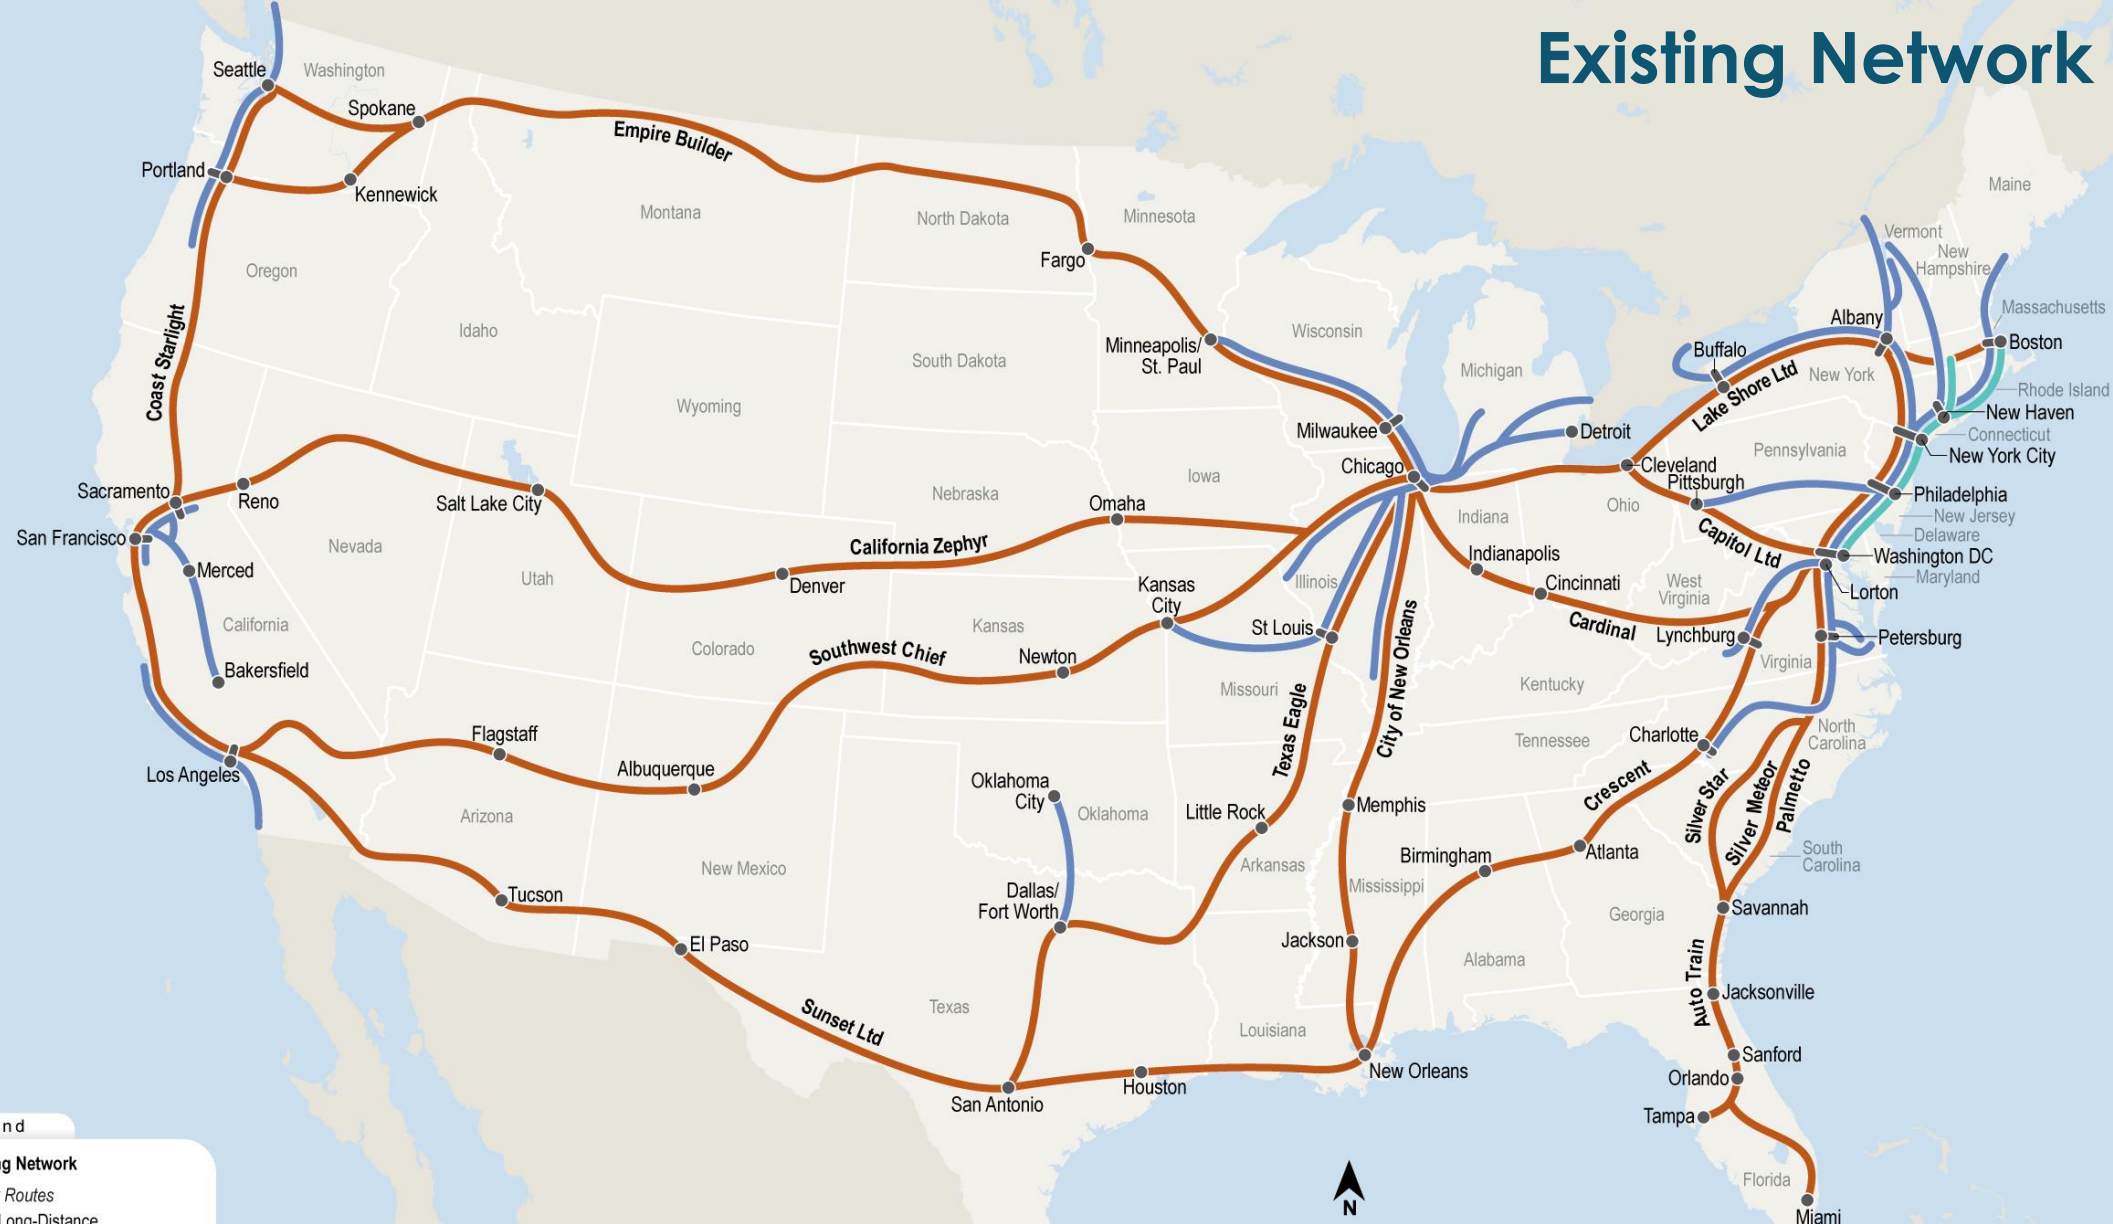 Existing Network
Seattle
Washington
Spokane
Empire Builder
Portland
Kennewick
Montana
North Dakota
Minnesota
Maine
Vermont
New
Hampshire
Fargo
Oregon
Idaho
Coast Starlight
South Dakota
Minneapolis/
St. Paul
Wisconsin
Michigan
Massachusetts
Albany
Boston
Buffalo
Lake Shore Ltd
New York
Rhode Island
New Haven
Connecticut
New York City
Wyoming
Milwaukee
Detroit
Pennsylvania
Chicago
Cleveland
Pittsburgh
Philadelphia
New Jersey
Delaware
Iowa
Nebraska
Omaha
Sacramento
Reno
Salt Lake City
Indiana
Ohio
Capitol Ltd
Washington DC
Maryland
San Francisco
Nevada
California Zephyr
Indianapolis
Merced
Utah
Denver
Kansas
City
Illinois
Cincinnati
West
Virginia
Lorton
California
Colorado
Kansas
St Louis
Cardinal
Lynchburg
Petersburg
Southwest Chief
Newton
Virginia
Bakersfield
Missouri
City of New Orleans
Kentucky
Texas Eagle
Flagstaff
Charlotte
North
Carolina
Tennessee
Los Angeles
Albuquerque
Oklahoma
City
Oklahoma
Crescent
Silver Star
Silver Meteor
Palmetto
Arizona
Little Rock
Memphis
New Mexico
Arkansas
Birmingham
Atlanta
South
Carolina
Mississippi
Tucson
Dallas/
Fort Worth
Georgia
Savannah
El Paso
Jackson
Alabama
Auto Train
Jacksonville
Sunset Ltd
Texas
Louisiana
Sanford
New Orleans
Orlando
Houston
San Antonio
Tampa
nd
g Network
Routes
Long-Distance
Florida
N
Miami